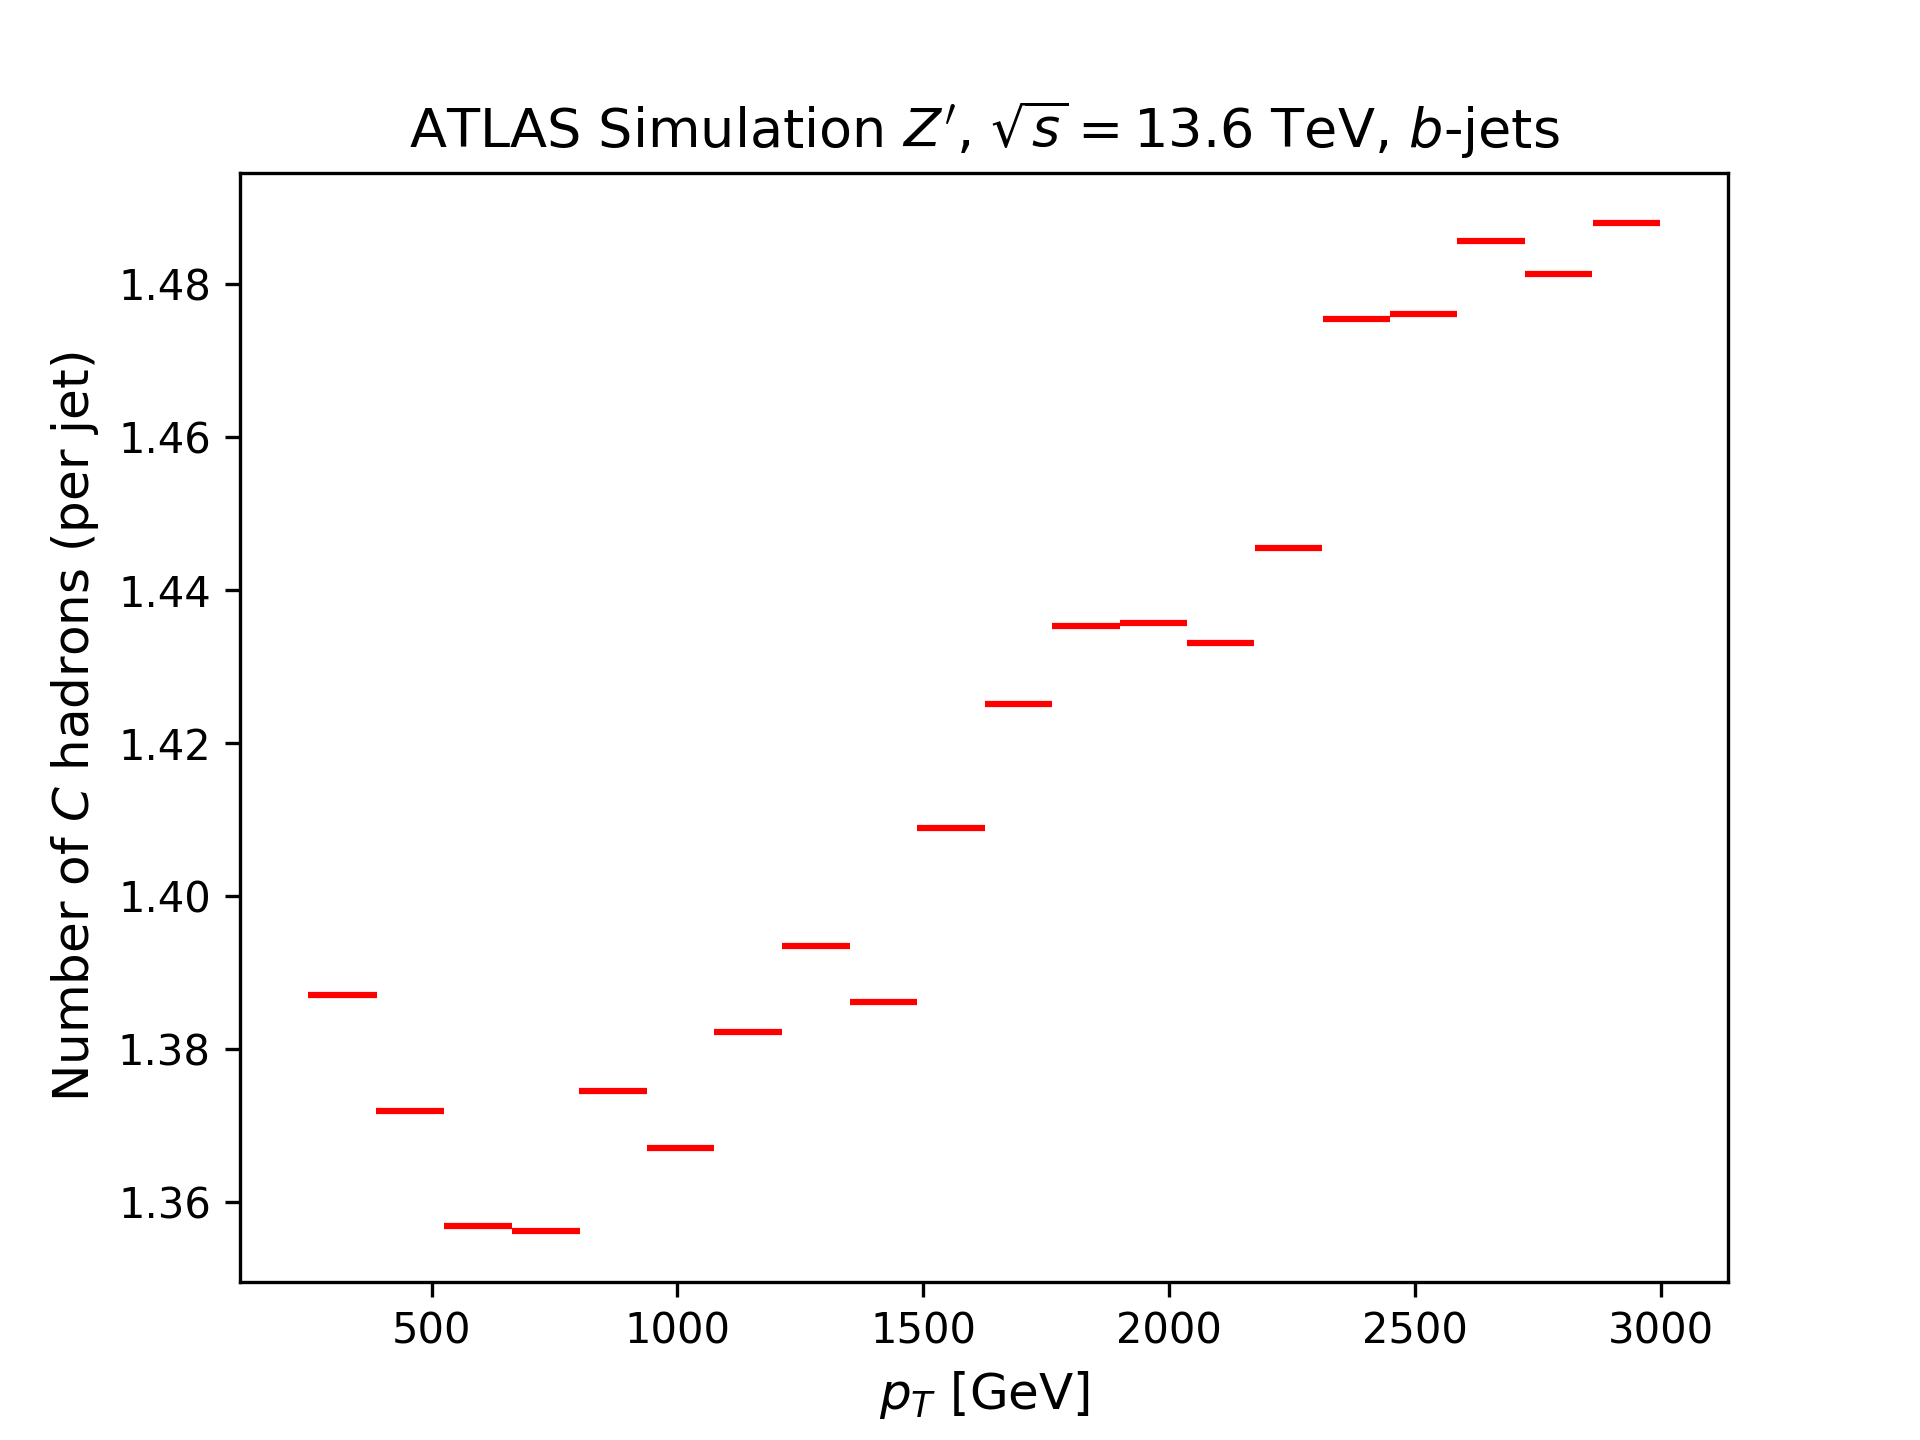 ATLAS Simulation Z′, √s = 13.6 TeV, b-jets
Number of C hadrons (per jet)
1.48
1.46
1.44
1.42
1.40
1.38
1.36
500 1000 1500 2000 2500 3000
p_T [GeV]